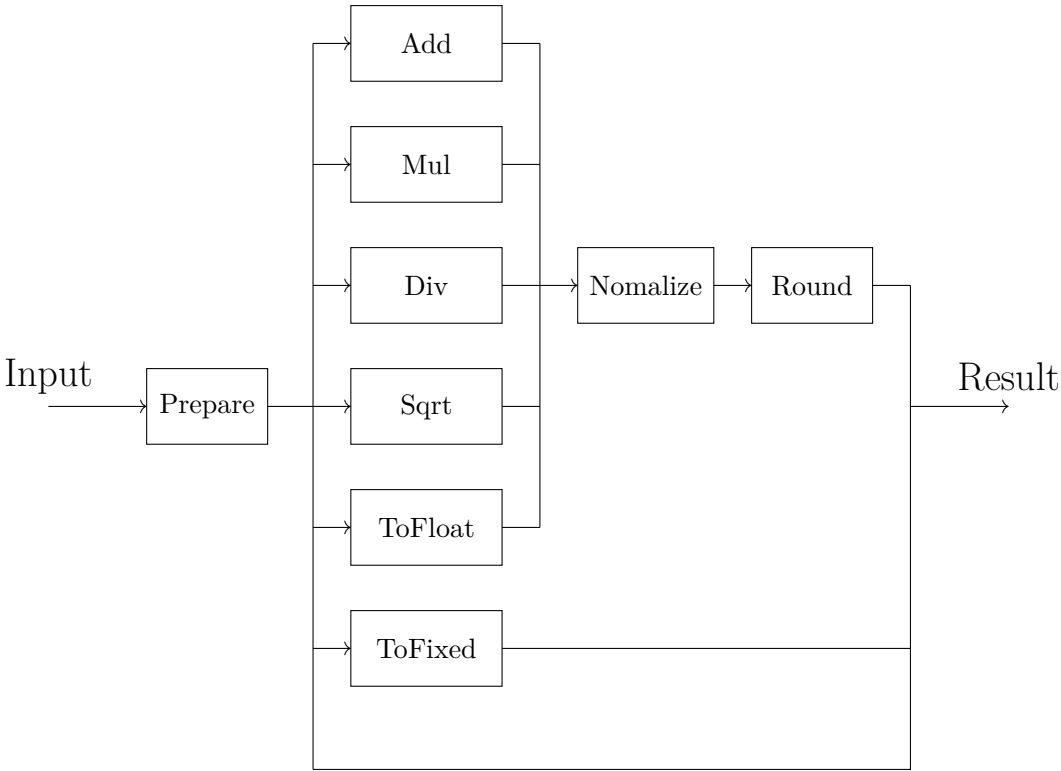 Add
Mul
Div
Nomalize
Round
Input
Prepare
Sqrt
Result
ToFloat
ToFixed